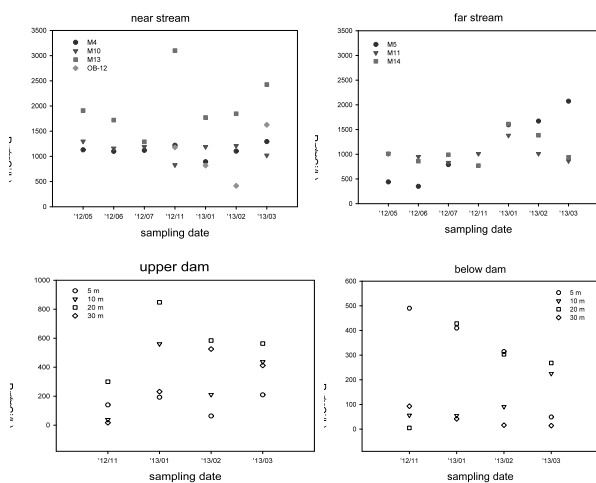 near stream
3500
3000
2500
2000
1500
1000
500
0
M4
M10
M13
OB-12
'12/05 '12/06 '12/07 '12/11 '13/01 '13/02 '13/03
sampling date
far stream
3500
3000
2500
2000
1500
1000
500
0
M5
M11
M14
'12/05 '12/06 '12/07 '12/11 '13/01 '13/02 '13/03
sampling date
upper dam
1000
800
600
400
200
0
5 m
10 m
20 m
30 m
'12/11 '13/01 '13/02 '13/03
sampling date
below dam
600
500
400
300
200
100
0
5 m
10 m
20 m
30 m
'12/11 '13/01 '13/02 '13/03
sampling date